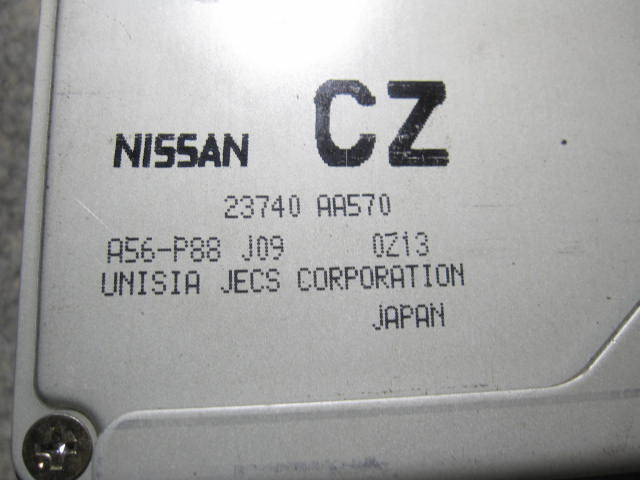 NISSAN CZ
23740 AA570
A56-P88 J09 0Z13
UNISIA JECS CORPORATION
JAPAN